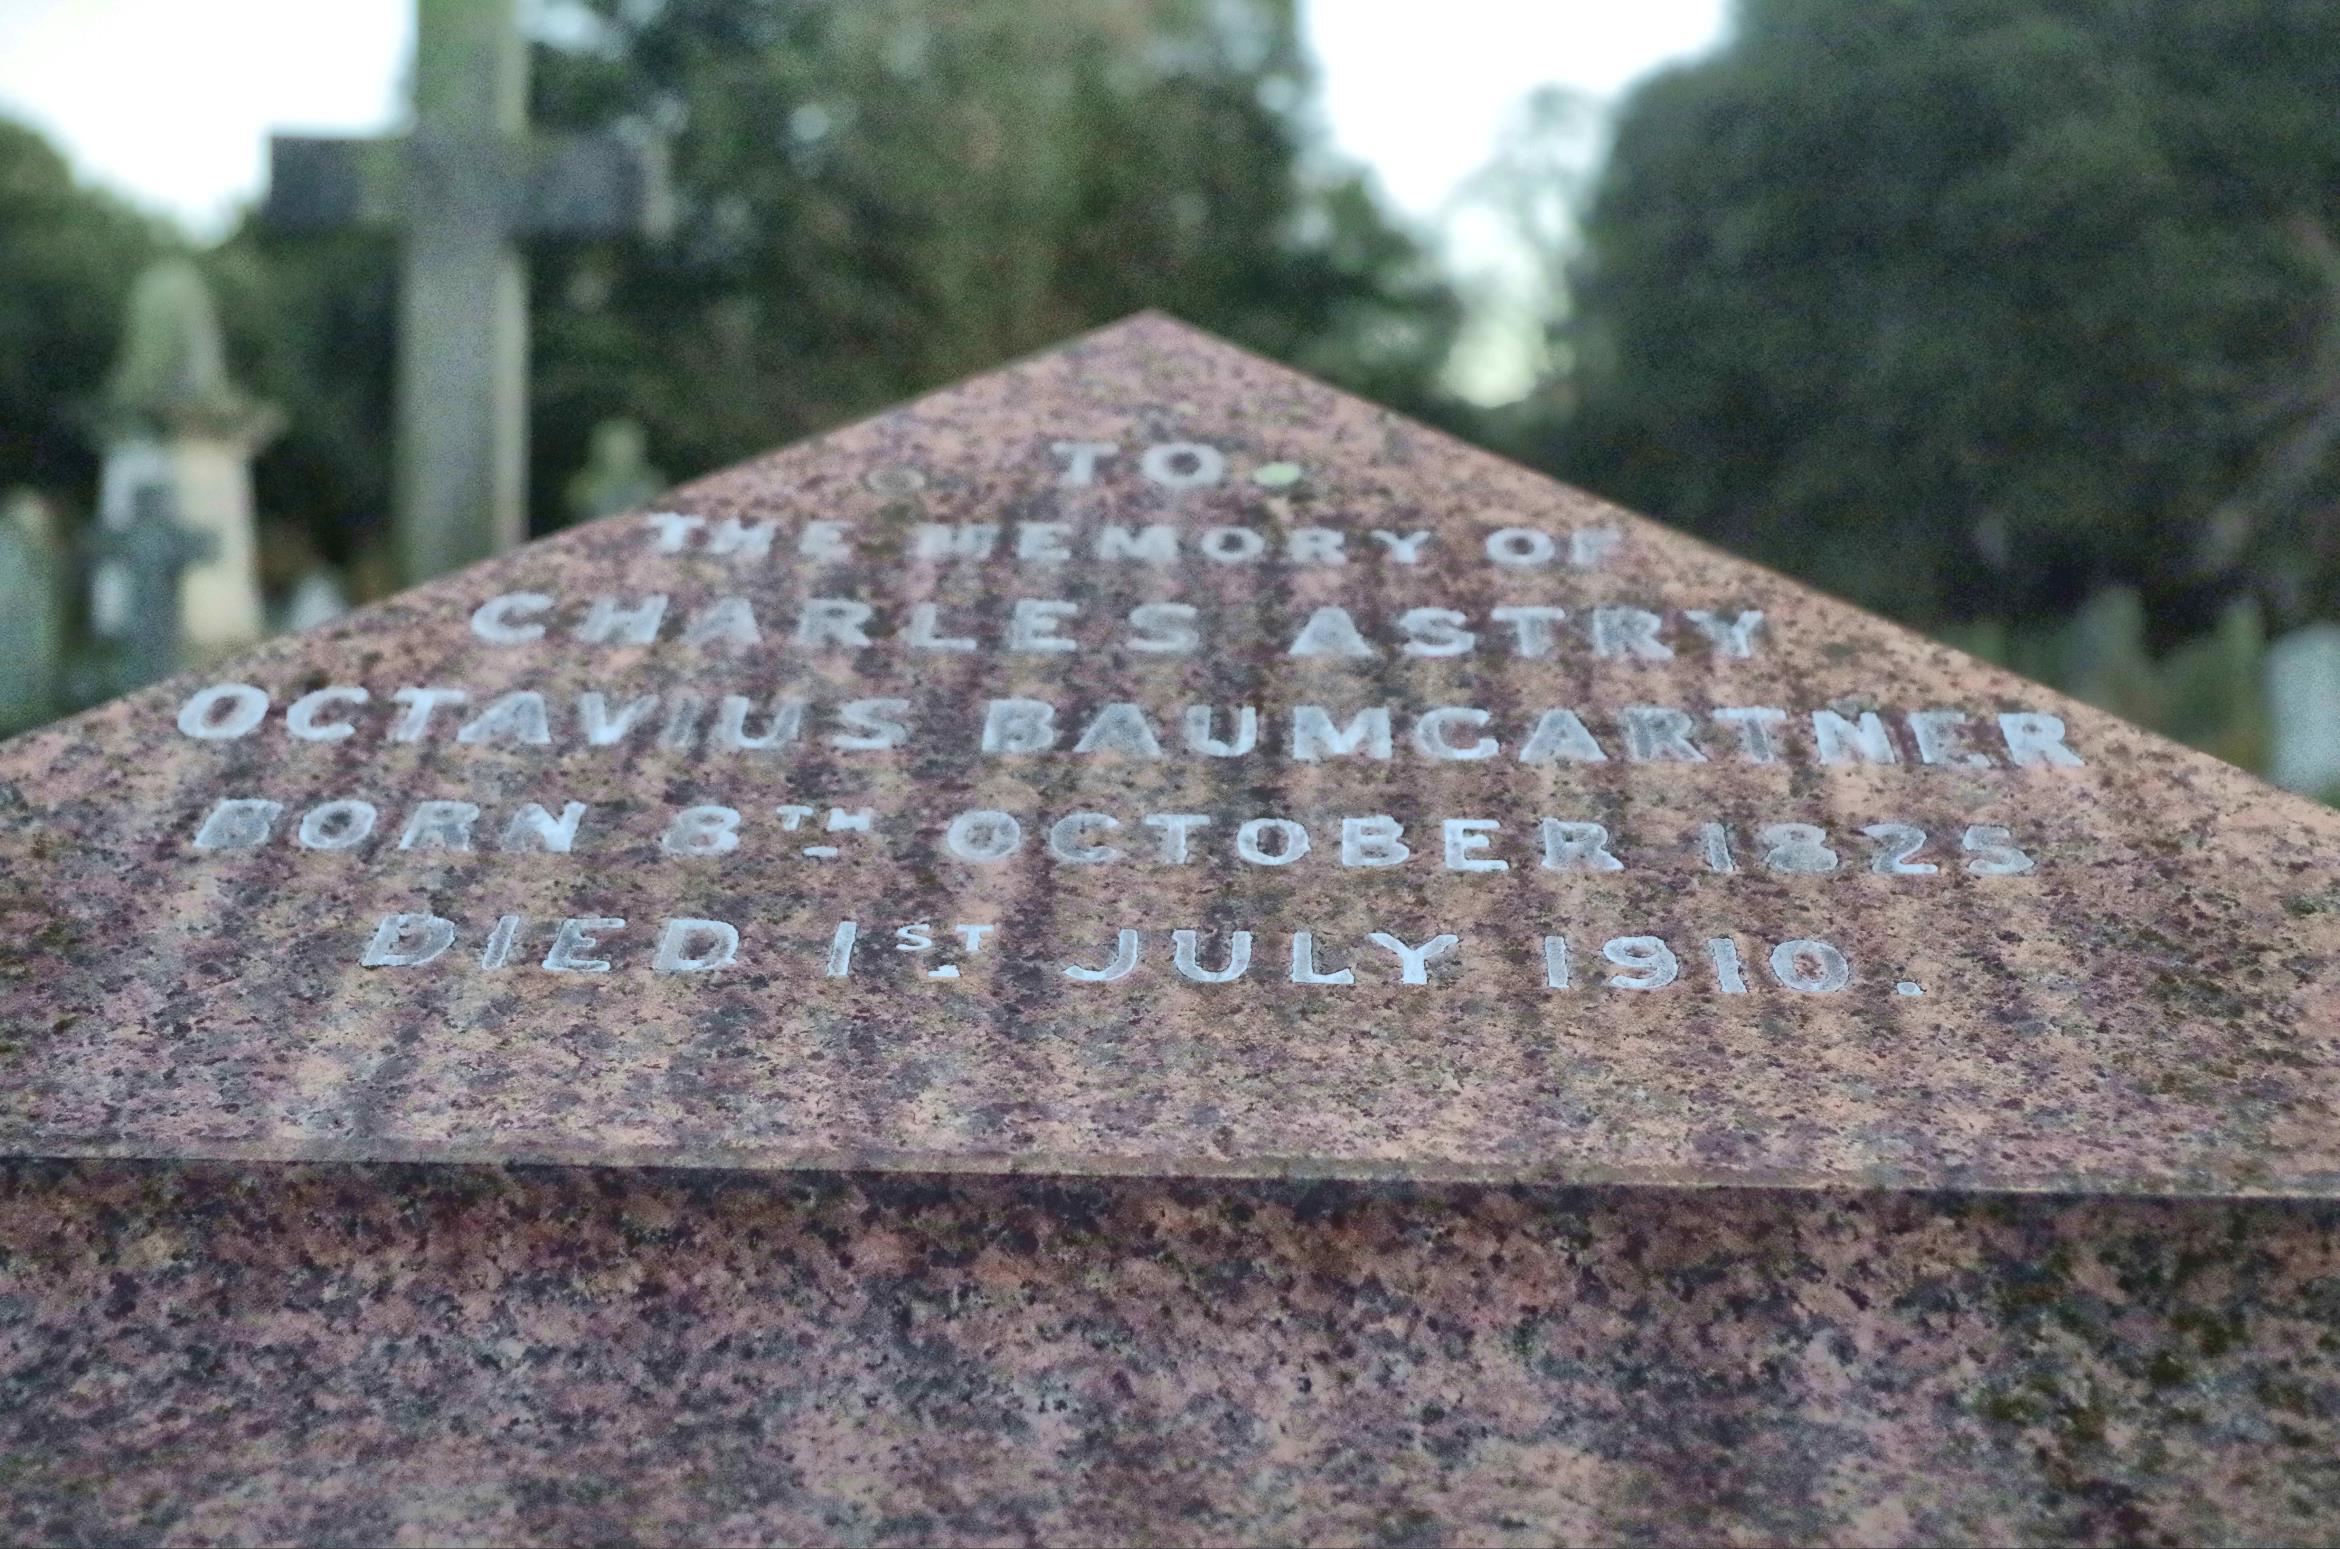 TO
THE MEMORY OF
CHARLES ASTRY
OCTAVIUS BAUMGARTNER
BORN 8TH OCTOBER 1825
DIED 1ST JULY 1910.